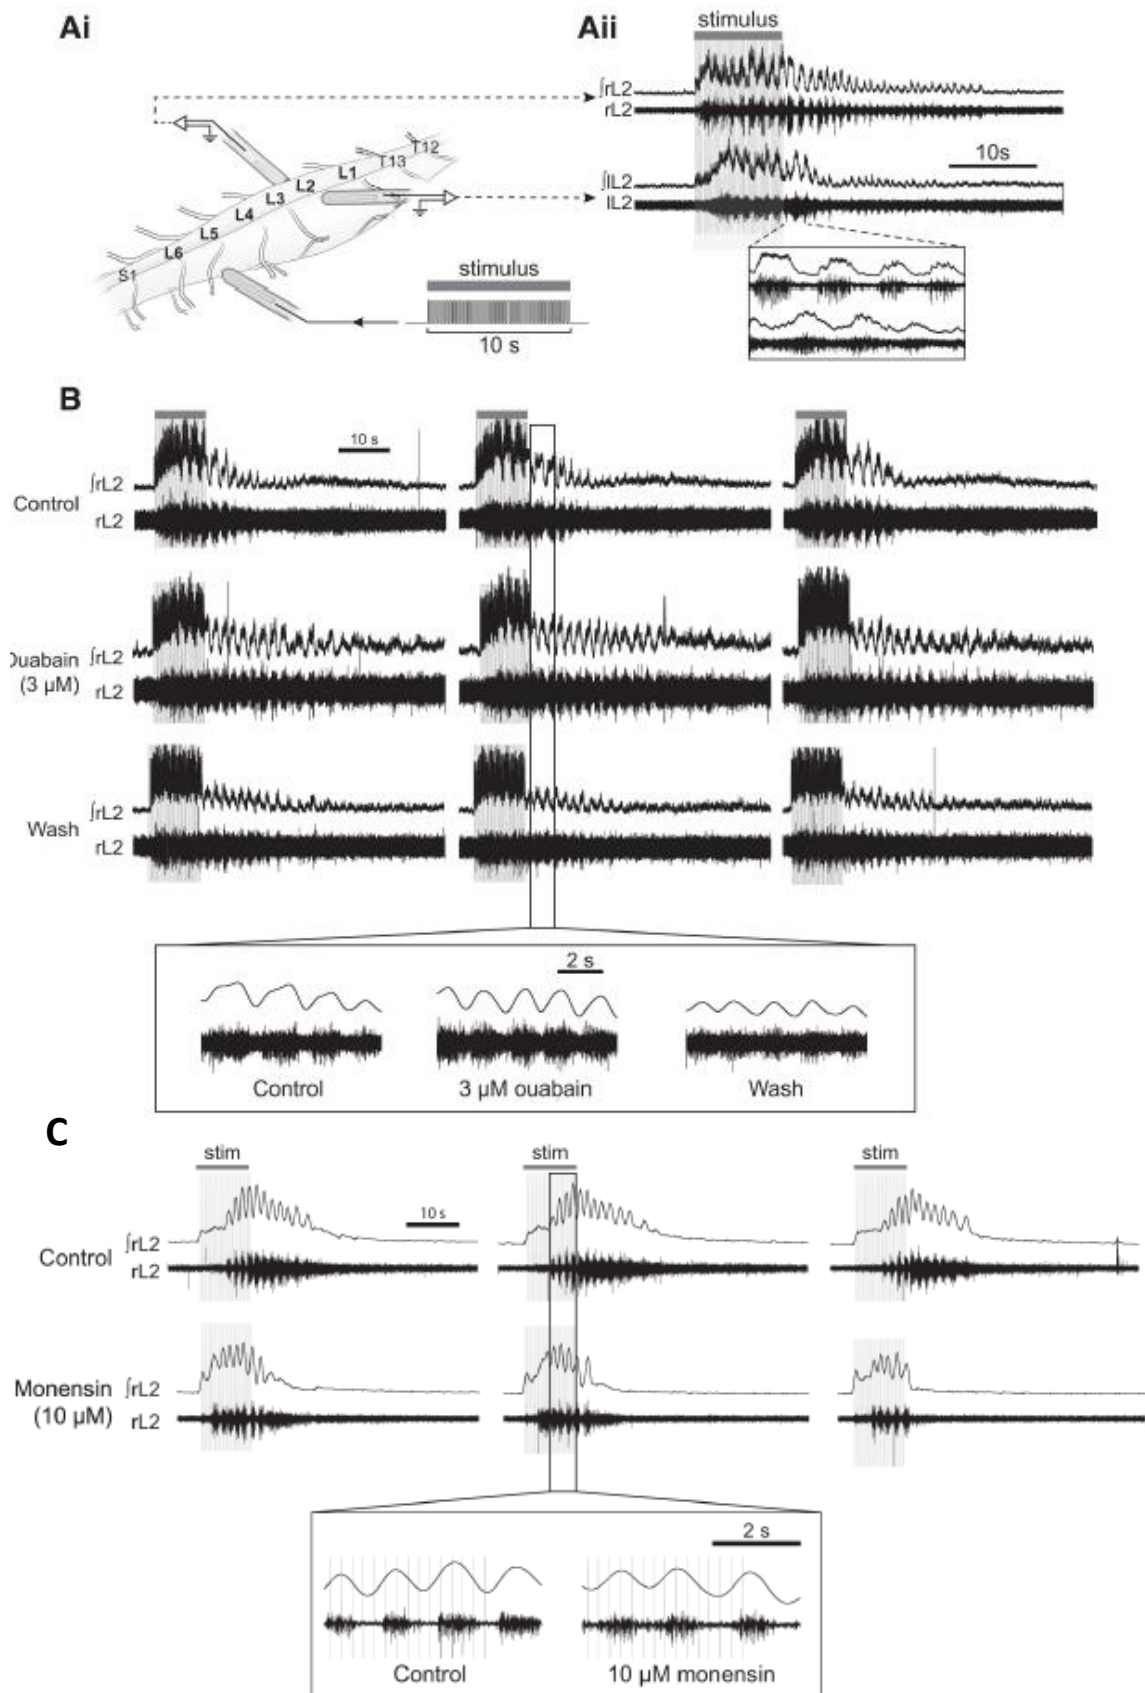 Ai
Aii
stimulus
∫rL2
rL2
10s
∫lL2
lL2
T12
T13
L1
L2
L3
L4
L5
L6
S1
stimulus
10 s
B
10 s
∫rL2
Control
rL2
∫rL2
Ouabain
(3 µM)
rL2
∫rL2
Wash
rL2
2 s
Control
3 µM ouabain
Wash
C
stim
stim
stim
10 s
∫rL2
Control
rL2
Monensin
∫rL2
(10 µM)
rL2
2 s
Control
10 µM monensin